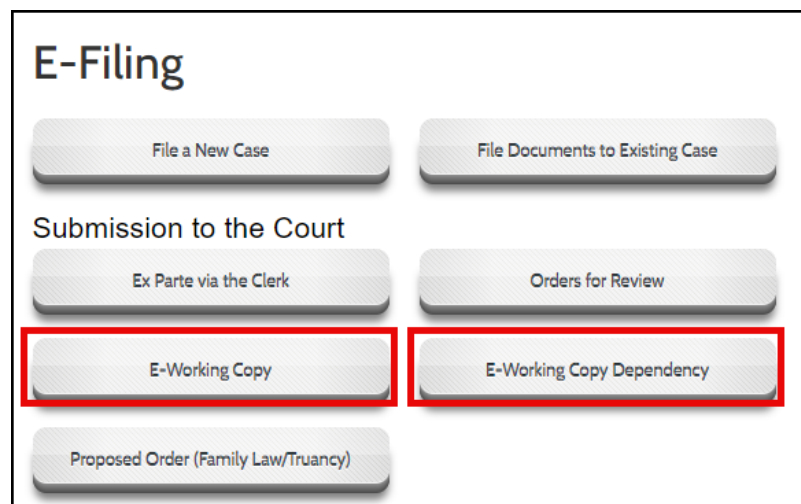 E-Filing
File a New Case
File Documents to Existing Case
Submission to the Court
Ex Parte via the Clerk
Orders for Review
E-Working Copy
E-Working Copy Dependency
Proposed Order (Family Law/Truancy)